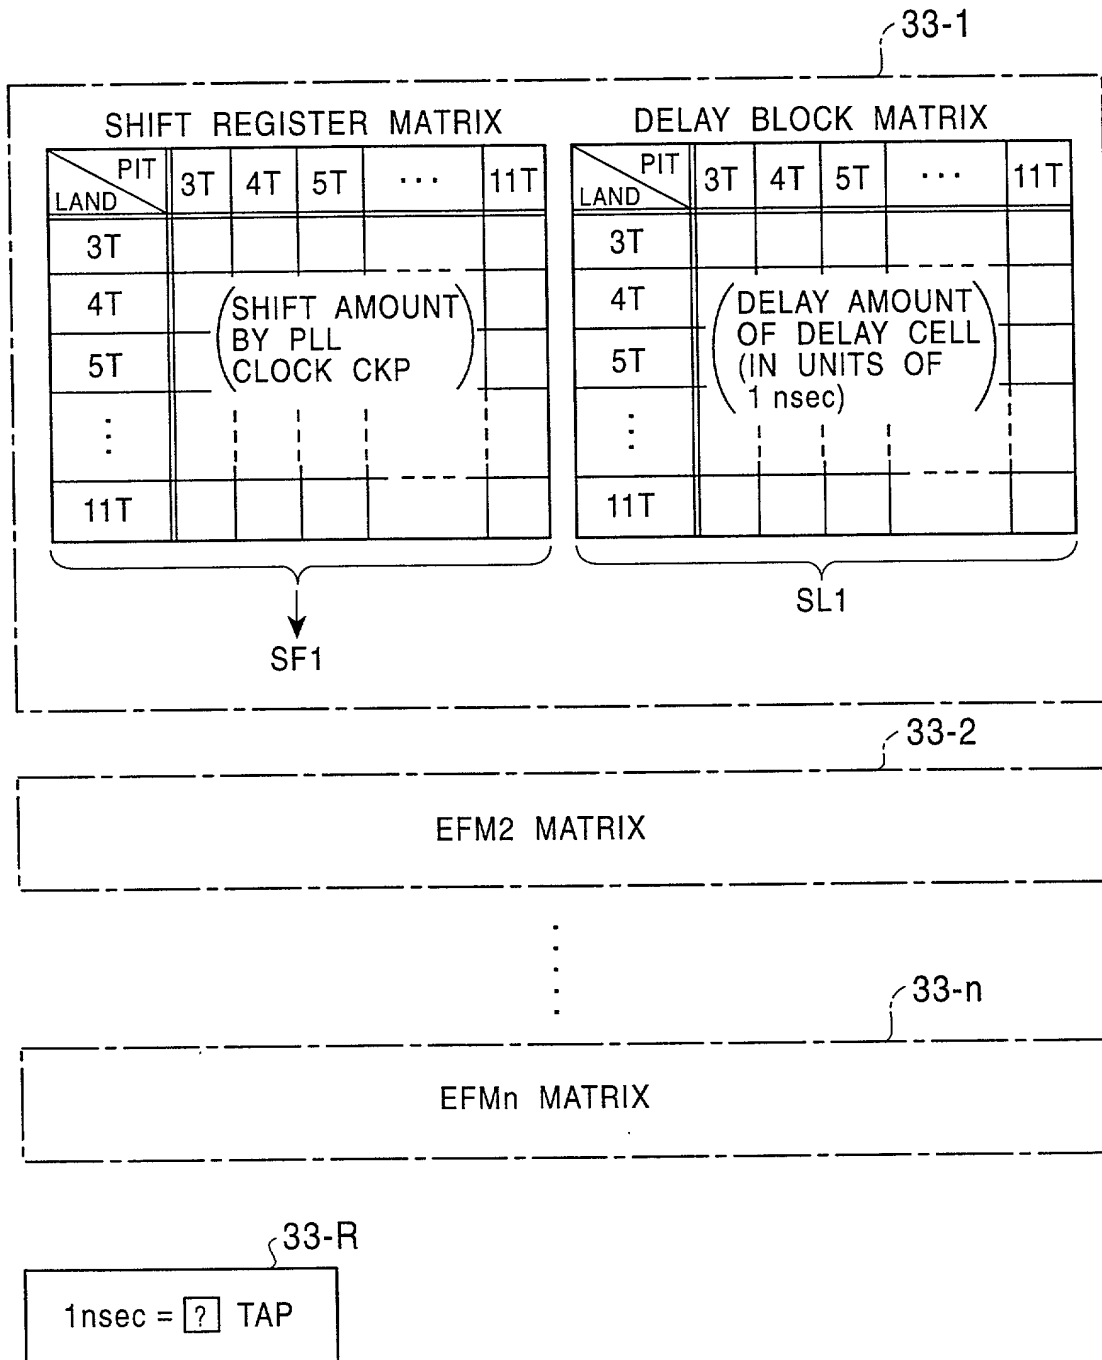 33-1
SHIFT REGISTER MATRIX
PIT
LAND
3T 4T 5T ··· 11T
3T
4T
5T
⋮
11T
(SHIFT AMOUNT
BY PLL
CLOCK CKP)
SF1
DELAY BLOCK MATRIX
PIT
LAND
3T 4T 5T ··· 11T
3T
4T
5T
⋮
11T
(DELAY AMOUNT
OF DELAY CELL
(IN UNITS OF
1 nsec))
SL1
33-2
EFM2 MATRIX
33-n
EFMn MATRIX
33-R
1nsec = ? TAP